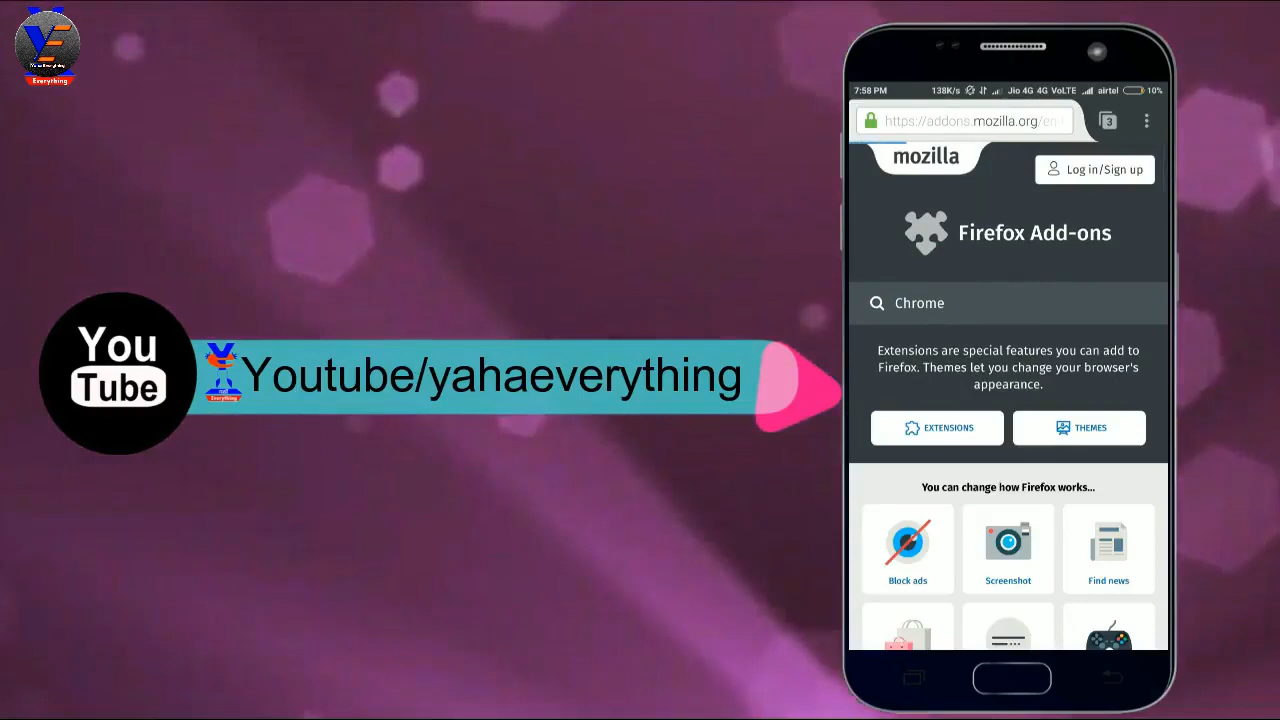 YE
Everything
You
Tube
Youtube/yahaeverything
7:58 PM 138K/s Jio 4G 4G VoLTE airtel 10%
https://addons.mozilla.org/en
3
mozilla
Log in/Sign up
Firefox Add-ons
Chrome
Extensions are special features you can add to
Firefox. Themes let you change your browser's
appearance.
EXTENSIONS THEMES
You can change how Firefox works...
Block ads Screenshot Find news